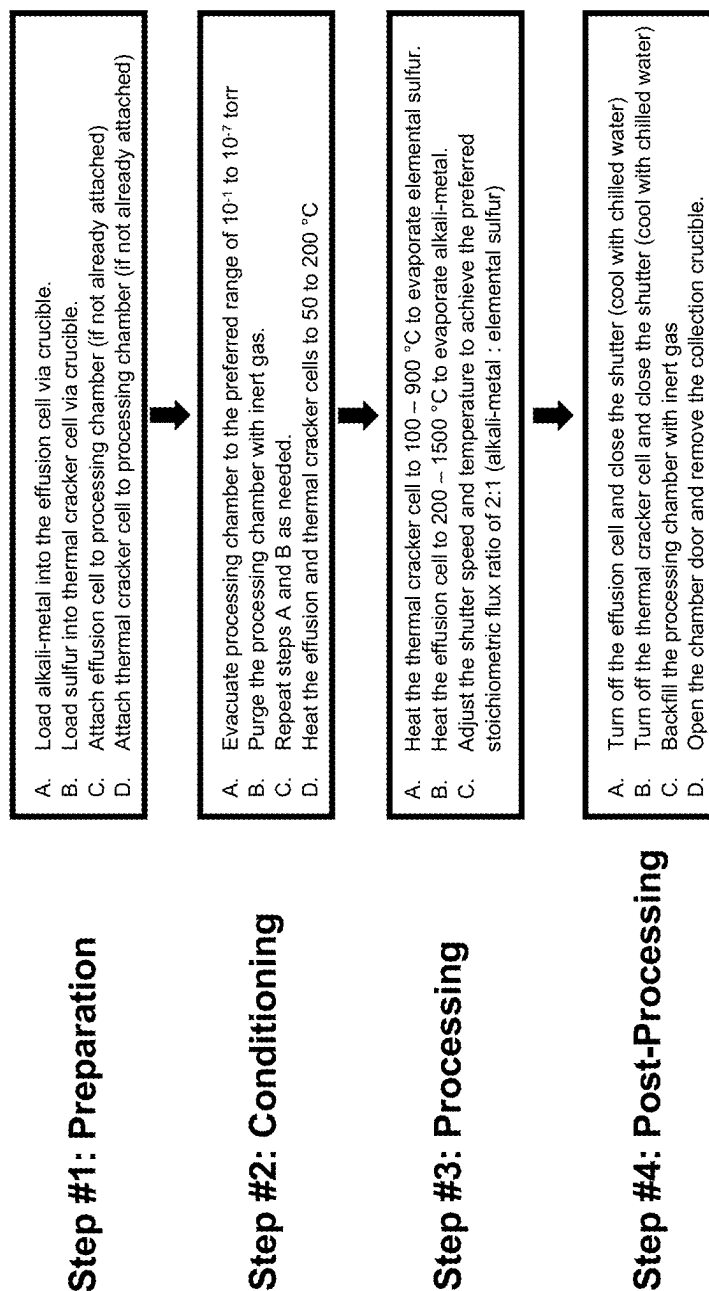 Step #1: Preparation
A. Load alkali-metal into the effusion cell via crucible.
B. Load sulfur into thermal cracker cell via crucible.
C. Attach effusion cell to processing chamber (if not already attached)
D. Attach thermal cracker cell to processing chamber (if not already attached)
Step #2: Conditioning
A. Evacuate processing chamber to the preferred range of 10⁻¹ to 10⁻⁷ torr
B. Purge the processing chamber with inert gas.
C. Repeat steps A and B as needed.
D. Heat the effusion and thermal cracker cells to 50 to 200 °C
Step #3: Processing
A. Heat the thermal cracker cell to 100 – 900 °C to evaporate elemental sulfur.
B. Heat the effusion cell to 200 – 1500 °C to evaporate alkali-metal.
C. Adjust the shutter speed and temperature to achieve the preferred
stoichiometric flux ratio of 2:1 (alkali-metal : elemental sulfur)
Step #4: Post-Processing
A. Turn off the effusion cell and close the shutter (cool with chilled water)
B. Turn off the thermal cracker cell and close the shutter (cool with chilled water)
C. Backfill the processing chamber with inert gas
D. Open the chamber door and remove the collection crucible.